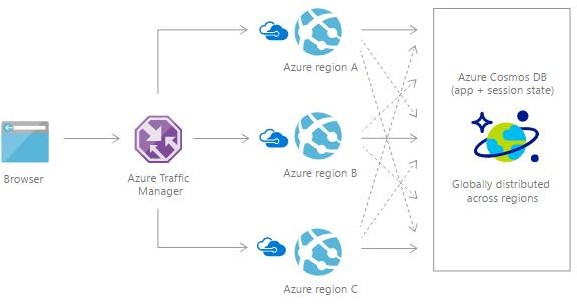 Browser
Azure Traffic
Manager
Azure region A
Azure region B
Azure region C
Azure Cosmos DB
(app + session state)
Globally distributed
across regions